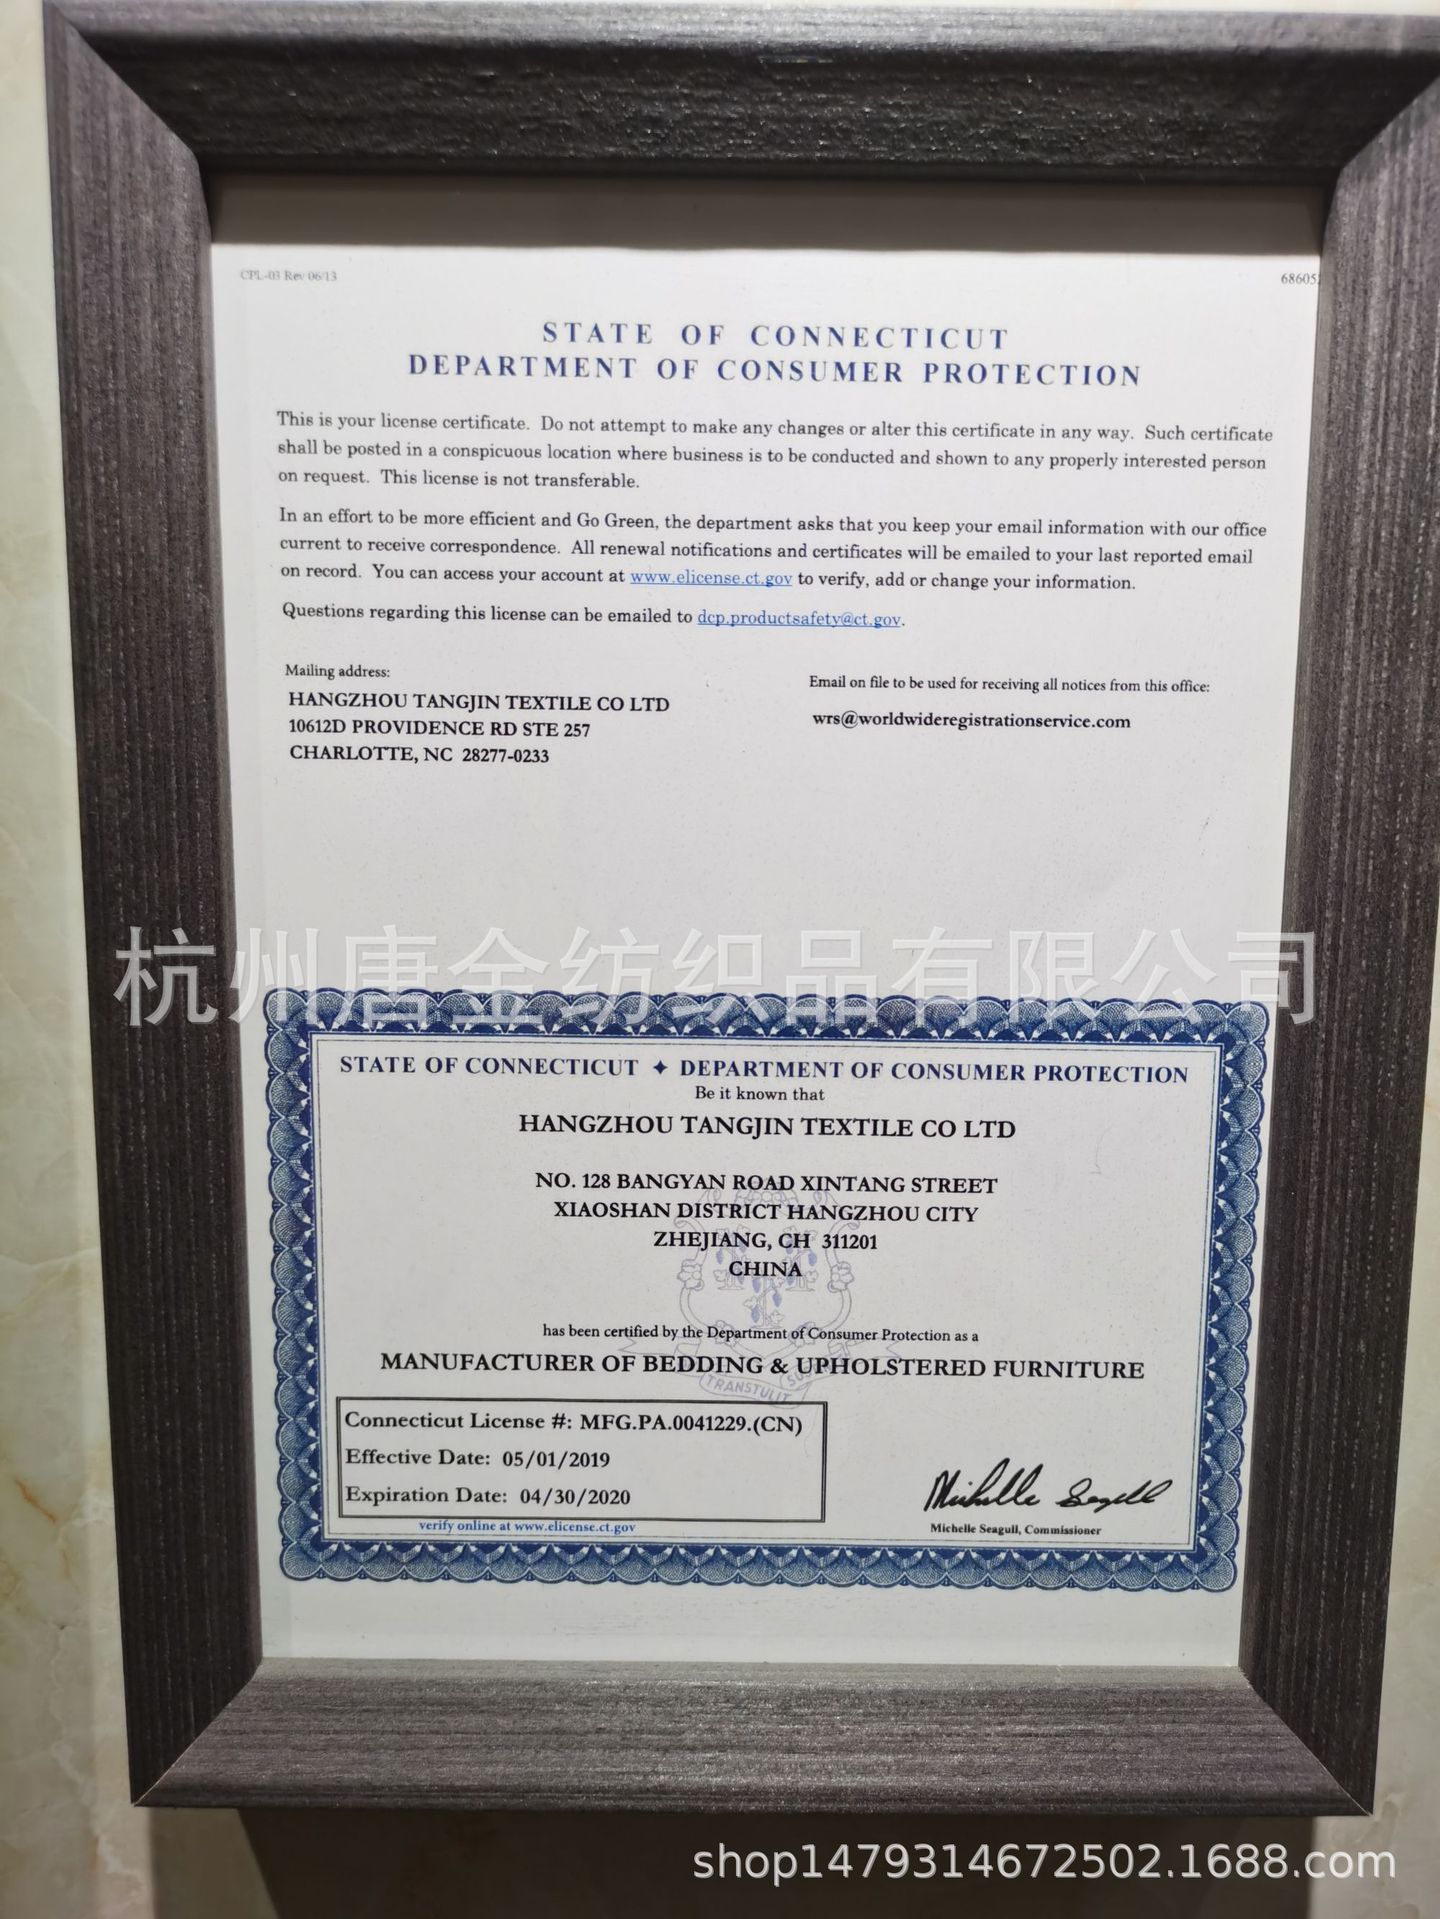 CPL-03 Rev 06/13
68605
STATE OF CONNECTICUT
DEPARTMENT OF CONSUMER PROTECTION
This is your license certificate. Do not attempt to make any changes or alter this certificate in any way. Such certificate
shall be posted in a conspicuous location where business is to be conducted and shown to any properly interested person
on request. This license is not transferable.
In an effort to be more efficient and Go Green, the department asks that you keep your email information with our office
current to receive correspondence. All renewal notifications and certificates will be emailed to your last reported email
on record. You can access your account at www.elicense.ct.gov to verify, add or change your information.
Questions regarding this license can be emailed to dcp.productsafety@ct.gov.
Mailing address:
HANGZHOU TANGJIN TEXTILE CO LTD
10612D PROVIDENCE RD STE 257
CHARLOTTE, NC 28277-0233
Email on file to be used for receiving all notices from this office:
wrs@worldwideregistrationservice.com
杭州唐金纺织品有限公司
STATE OF CONNECTICUT ✦ DEPARTMENT OF CONSUMER PROTECTION
Be it known that
HANGZHOU TANGJIN TEXTILE CO LTD
NO. 128 BANGYAN ROAD XINTANG STREET
XIAOSHAN DISTRICT HANGZHOU CITY
ZHEJIANG, CH 311201
CHINA
has been certified by the Department of Consumer Protection as a
MANUFACTURER OF BEDDING & UPHOLSTERED FURNITURE
TRANSTULIT
Connecticut License #: MFG.PA.0041229.(CN)
Effective Date: 05/01/2019
Expiration Date: 04/30/2020
verify online at www.elicense.ct.gov
Michelle Seagull
Michelle Seagull, Commissioner
shop1479314672502.1688.com